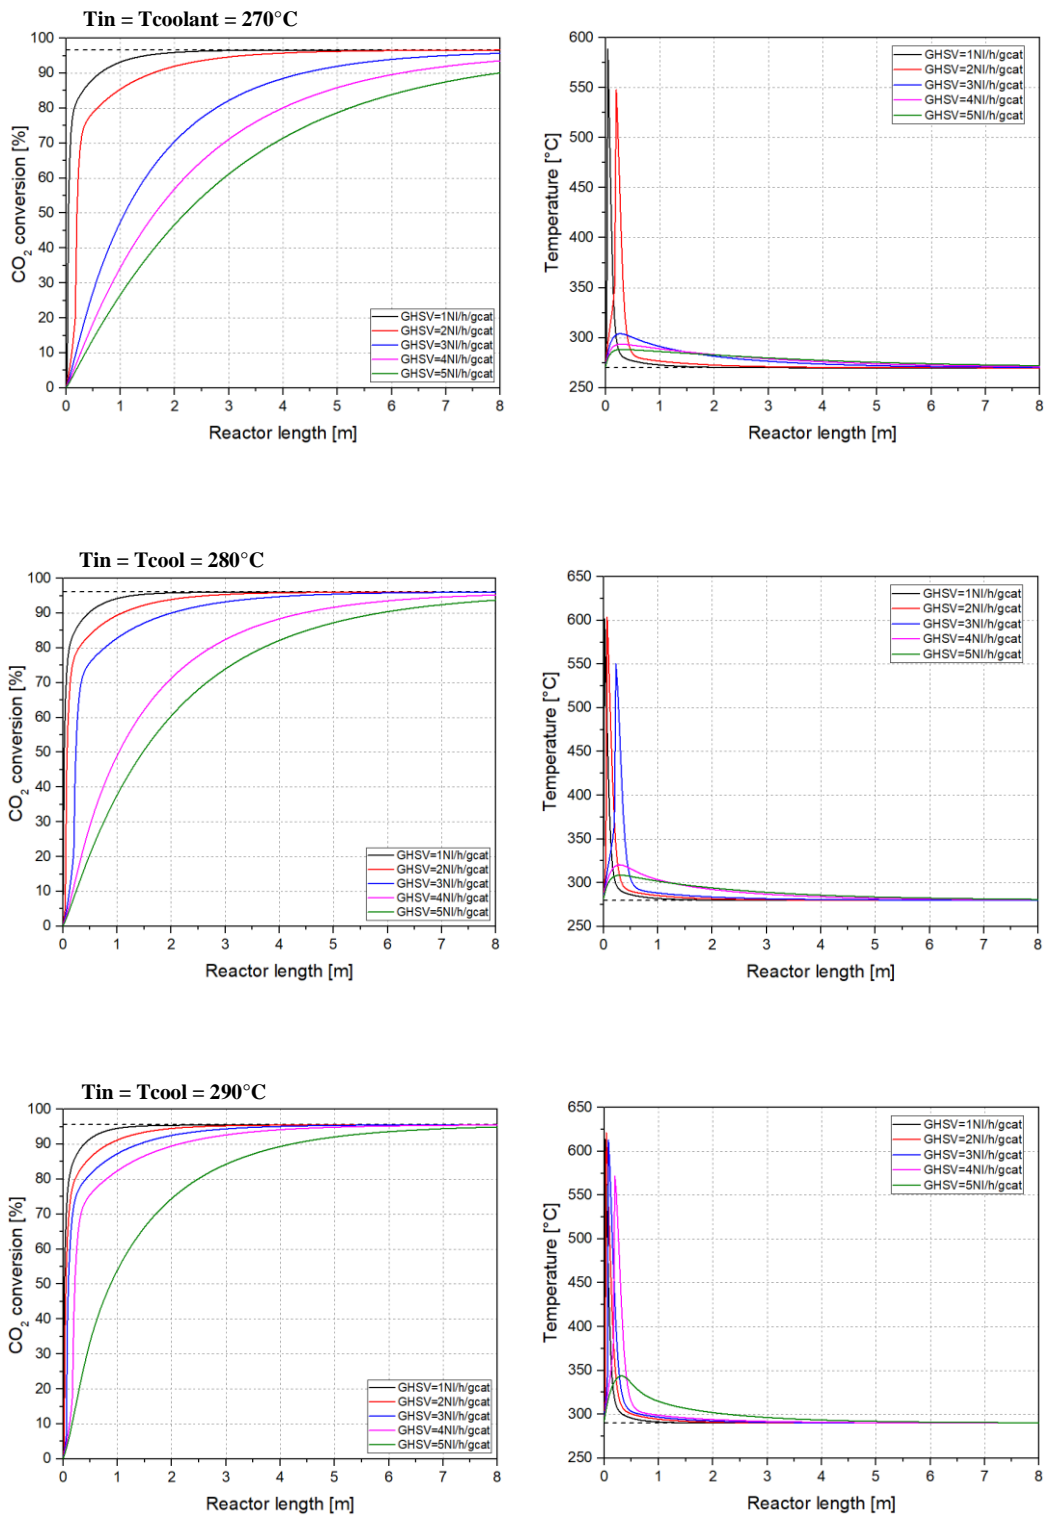 Tin = Tcoolant = 270°C
100
90
80
70
60
50
40
30
20
10
0
CO2 conversion [%]
GHSV=1Nl/h/gcat
GHSV=2Nl/h/gcat
GHSV=3Nl/h/gcat
GHSV=4Nl/h/gcat
GHSV=5Nl/h/gcat
0 1 2 3 4 5 6 7 8
Reactor length [m]
600
550
500
450
400
350
300
250
Temperature [°C]
GHSV=1Nl/h/gcat
GHSV=2Nl/h/gcat
GHSV=3Nl/h/gcat
GHSV=4Nl/h/gcat
GHSV=5Nl/h/gcat
0 1 2 3 4 5 6 7 8
Reactor length [m]
Tin = Tcool = 280°C
100
90
80
70
60
50
40
30
20
10
0
CO2 conversion [%]
GHSV=1Nl/h/gcat
GHSV=2Nl/h/gcat
GHSV=3Nl/h/gcat
GHSV=4Nl/h/gcat
GHSV=5Nl/h/gcat
0 1 2 3 4 5 6 7 8
Reactor length [m]
650
600
550
500
450
400
350
300
250
Temperature [°C]
GHSV=1Nl/h/gcat
GHSV=2Nl/h/gcat
GHSV=3Nl/h/gcat
GHSV=4Nl/h/gcat
GHSV=5Nl/h/gcat
0 1 2 3 4 5 6 7 8
Reactor length [m]
Tin = Tcool = 290°C
100
90
80
70
60
50
40
30
20
10
0
CO2 conversion [%]
GHSV=1Nl/h/gcat
GHSV=2Nl/h/gcat
GHSV=3Nl/h/gcat
GHSV=4Nl/h/gcat
GHSV=5Nl/h/gcat
0 1 2 3 4 5 6 7 8
Reactor length [m]
650
600
550
500
450
400
350
300
250
Temperature [°C]
GHSV=1Nl/h/gcat
GHSV=2Nl/h/gcat
GHSV=3Nl/h/gcat
GHSV=4Nl/h/gcat
GHSV=5Nl/h/gcat
0 1 2 3 4 5 6 7 8
Reactor length [m]